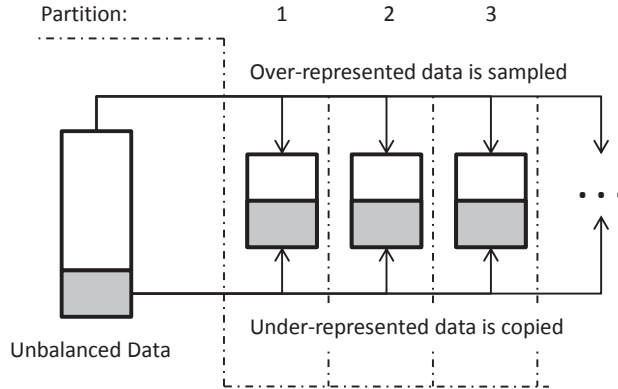 Partition: 1 2 3
Over-represented data is sampled
. . .
Under-represented data is copied
Unbalanced Data